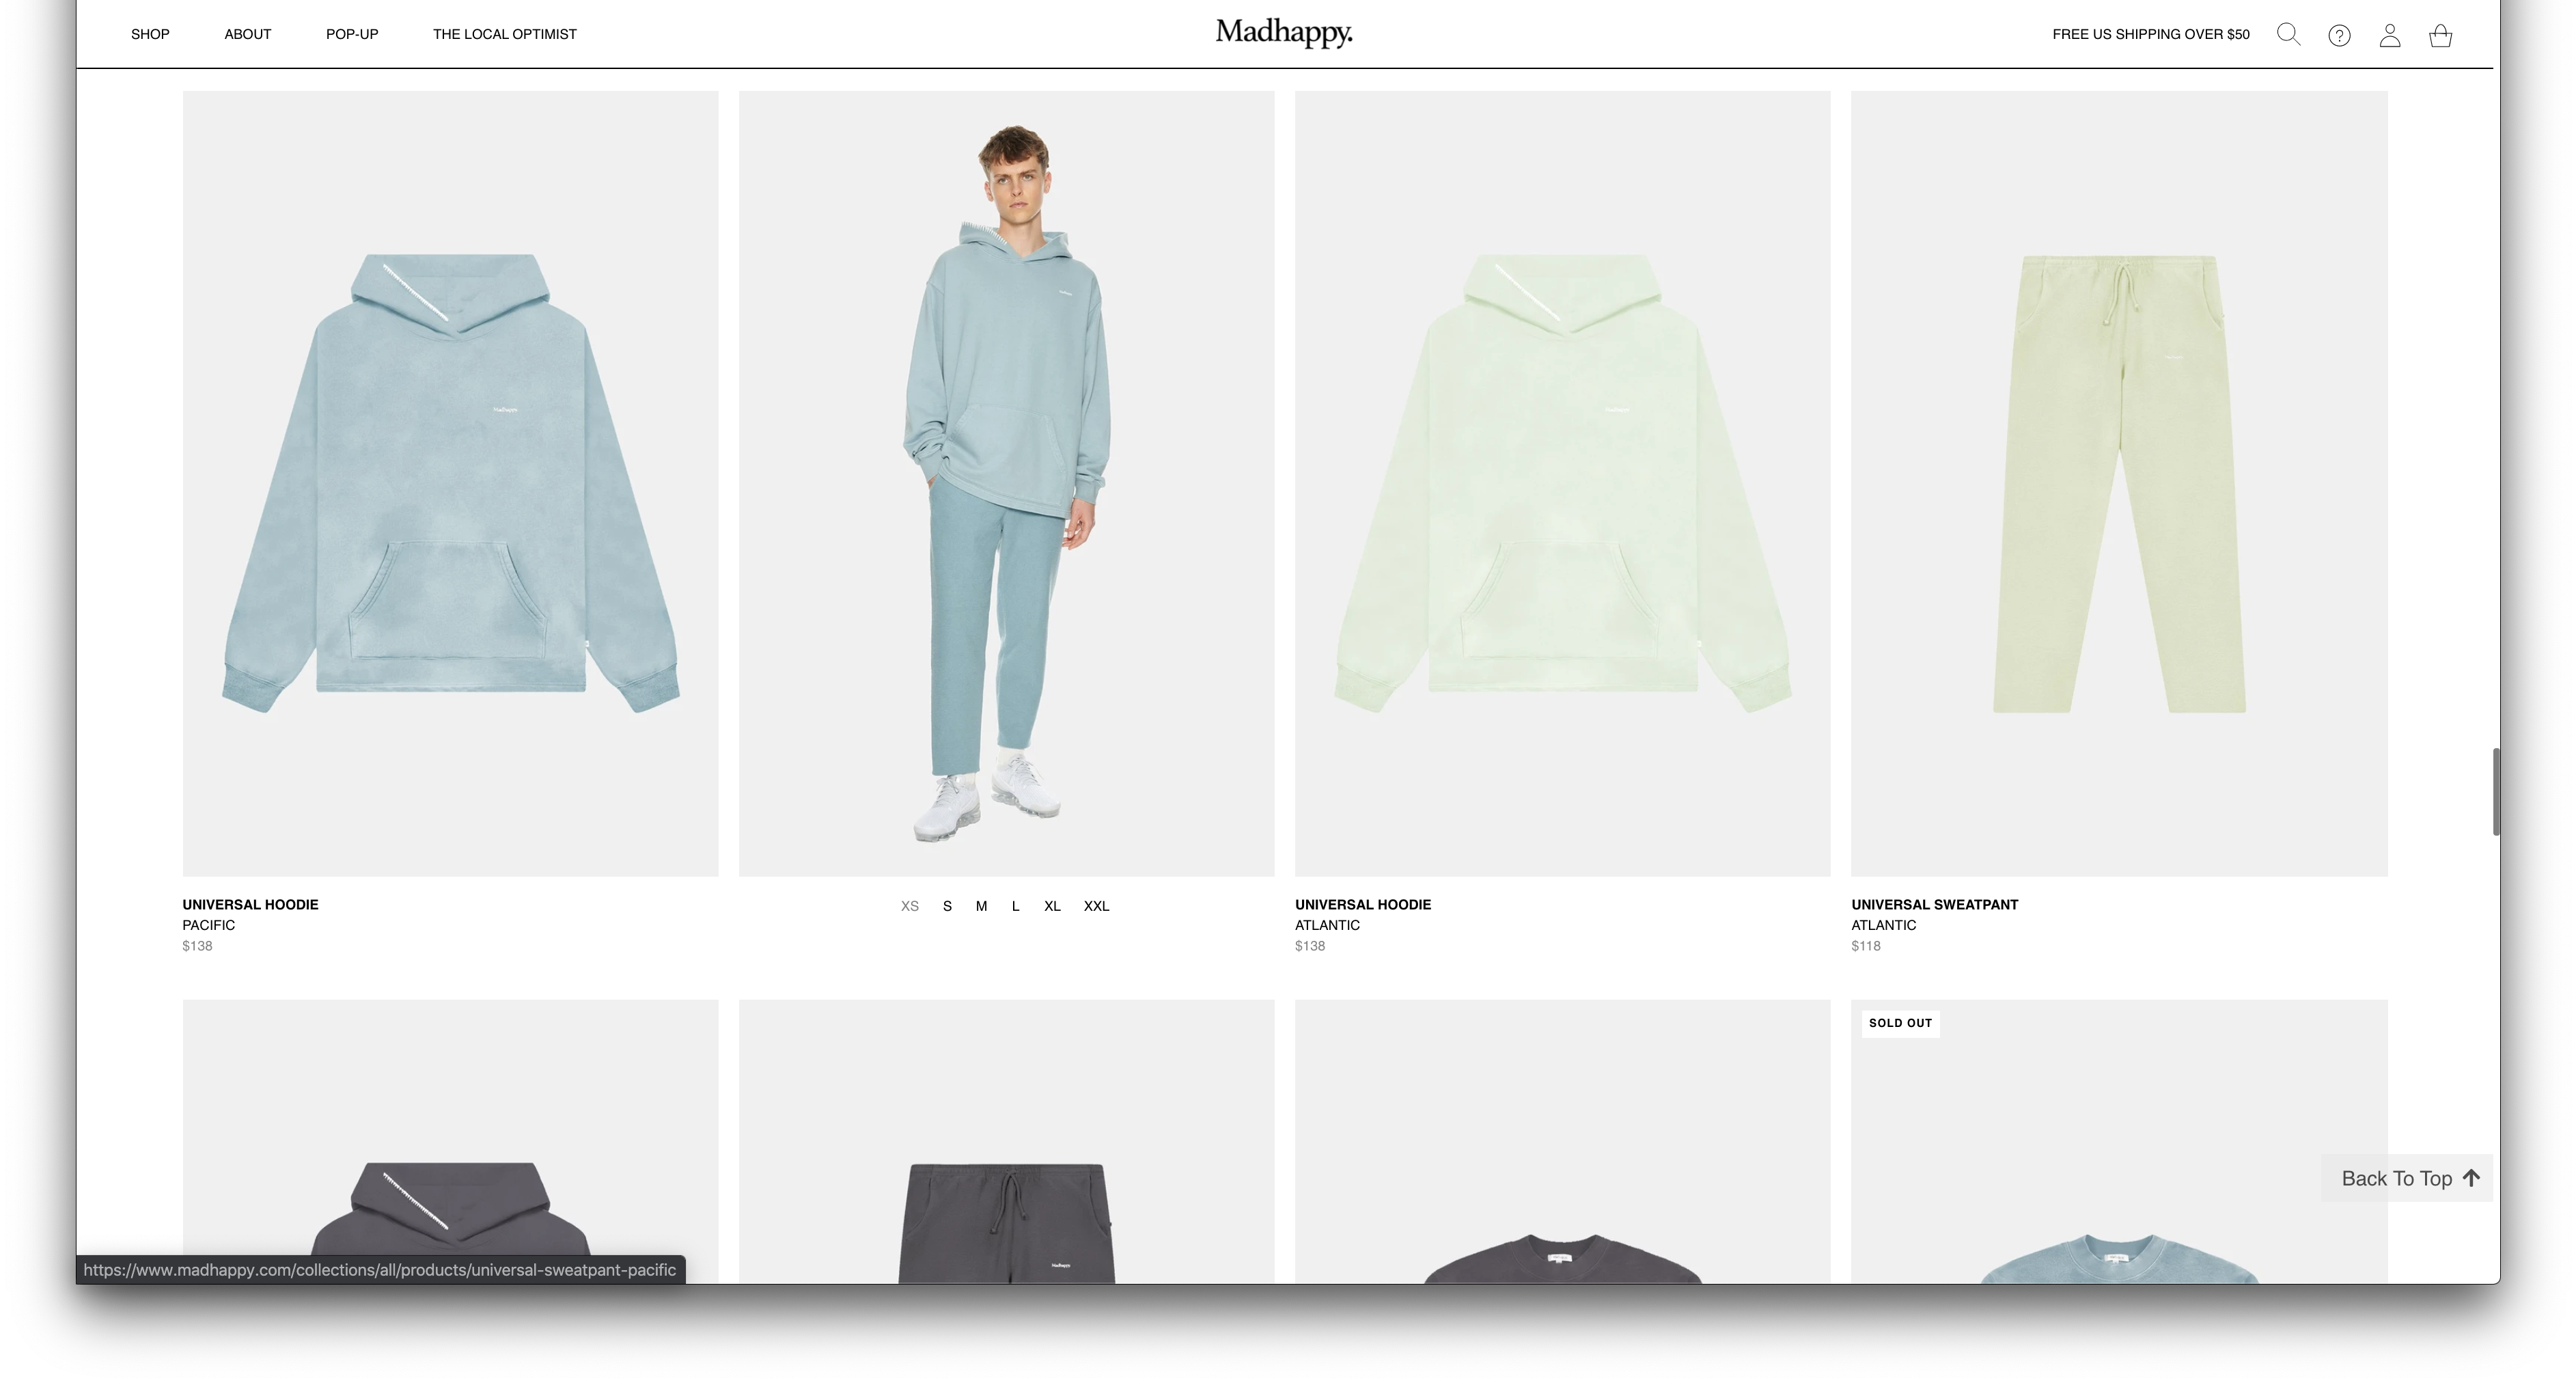 SHOP ABOUT POP-UP THE LOCAL OPTIMIST Madhappy. FREE US SHIPPING OVER $50 ?
Madhappy
UNIVERSAL HOODIE
PACIFIC
$138
XS S M L XL XXL
UNIVERSAL HOODIE
ATLANTIC
$138
UNIVERSAL SWEATPANT
ATLANTIC
$118
SOLD OUT
Back To Top
Madhappy
https://www.madhappy.com/collections/all/products/universal-sweatpant-pacific